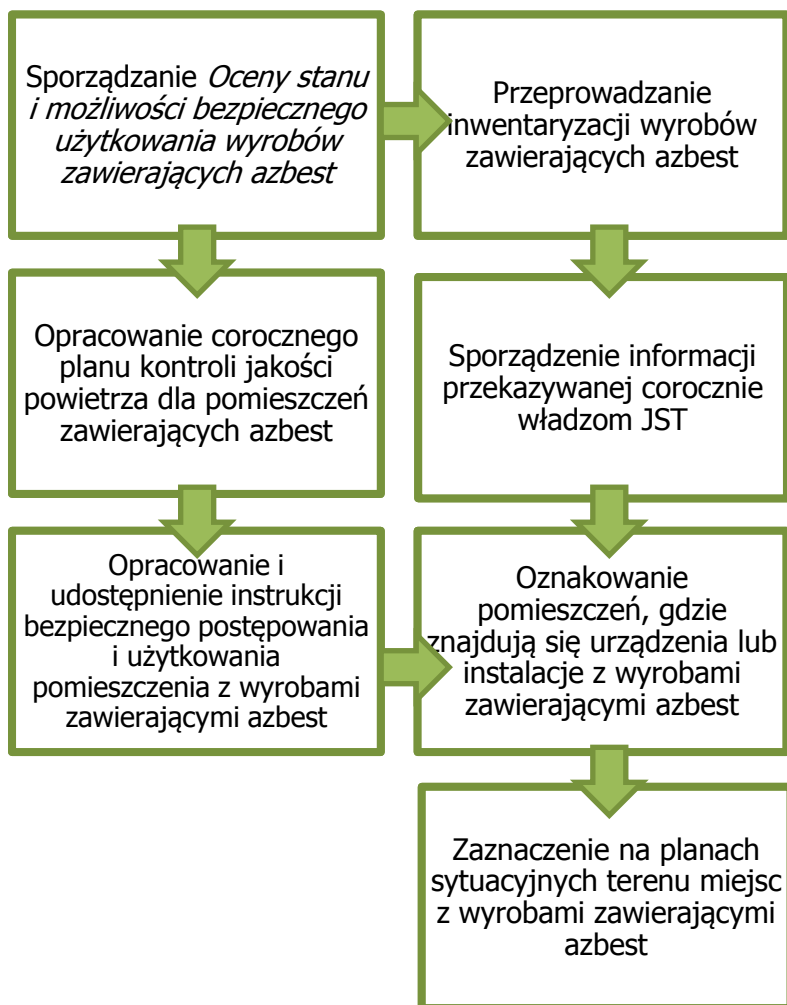 Sporządzanie Oceny stanu
i możliwości bezpiecznego
użytkowania wyrobów
zawierających azbest
Przeprowadzanie
inwentaryzacji wyrobów
zawierających azbest
Opracowanie corocznego
planu kontroli jakości
powietrza dla pomieszczeń
zawierających azbest
Sporządzenie informacji
przekazywanej corocznie
władzom JST
Opracowanie i
udostępnienie instrukcji
bezpiecznego postępowania
i użytkowania
pomieszczenia z wyrobami
zawierającymi azbest
Oznakowanie
pomieszczeń, gdzie
znajdują się urządzenia lub
instalacje z wyrobami
zawierającymi azbest
Zaznaczenie na planach
sytuacyjnych terenu miejsc
z wyrobami zawierającymi
azbest